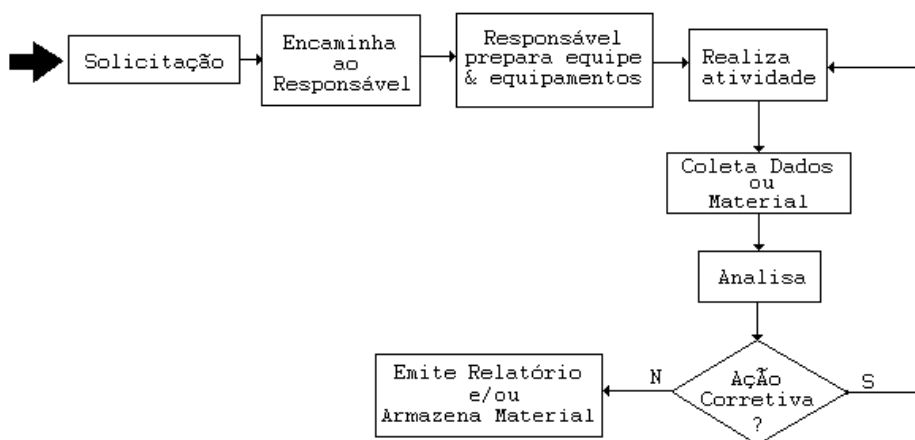 Solicitação
Encaminha
ao
Responsável
Responsável
prepara equipe
& equipamentos
Realiza
atividade
Coleta Dados
ou
Material
Analisa
AçÃo
Corretiva
?
N
S
Emite Relatório
e/ou
Armazena Material